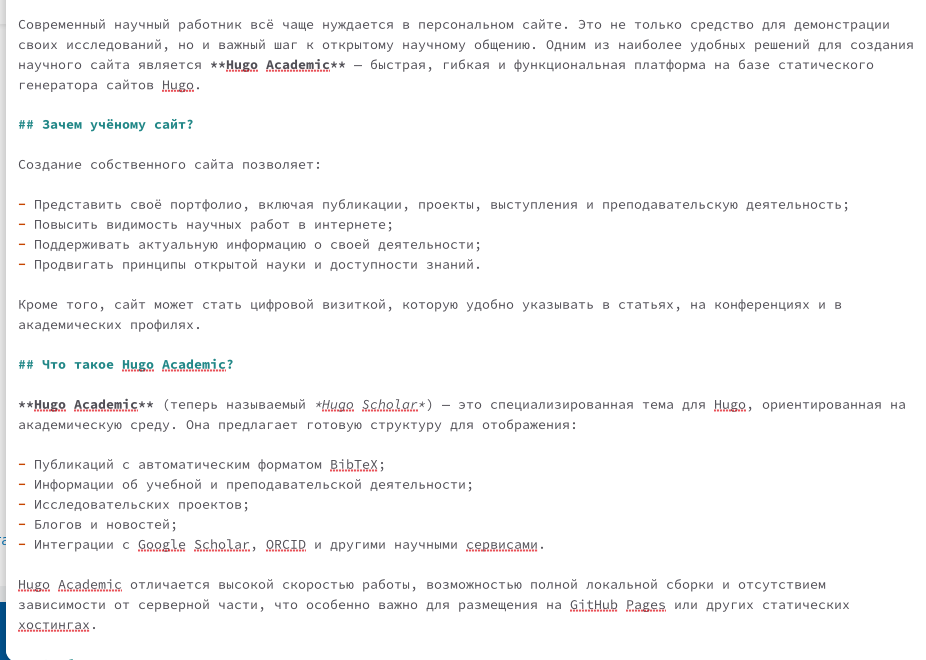 Современный научный работник всё чаще нуждается в персональном сайте. Это не только средство для демонстрации
своих исследований, но и важный шаг к открытому научному общению. Одним из наиболее удобных решений для создания
научного сайта является **Hugo Academic** — быстрая, гибкая и функциональная платформа на базе статического
генератора сайтов Hugo.
## Зачем учёному сайт?
Создание собственного сайта позволяет:
- Представить своё портфолио, включая публикации, проекты, выступления и преподавательскую деятельность;
- Повысить видимость научных работ в интернете;
- Поддерживать актуальную информацию о своей деятельности;
- Продвигать принципы открытой науки и доступности знаний.
Кроме того, сайт может стать цифровой визиткой, которую удобно указывать в статьях, на конференциях и в
академических профилях.
## Что такое Hugo Academic?
**Hugo Academic** (теперь называемый *Hugo Scholar*) — это специализированная тема для Hugo, ориентированная на
академическую среду. Она предлагает готовую структуру для отображения:
- Публикаций с автоматическим форматом BibTeX;
- Информации об учебной и преподавательской деятельности;
- Исследовательских проектов;
- Блогов и новостей;
- Интеграции с Google Scholar, ORCID и другими научными сервисами.
Hugo Academic отличается высокой скоростью работы, возможностью полной локальной сборки и отсутствием
зависимости от серверной части, что особенно важно для размещения на GitHub Pages или других статических
хостингах.